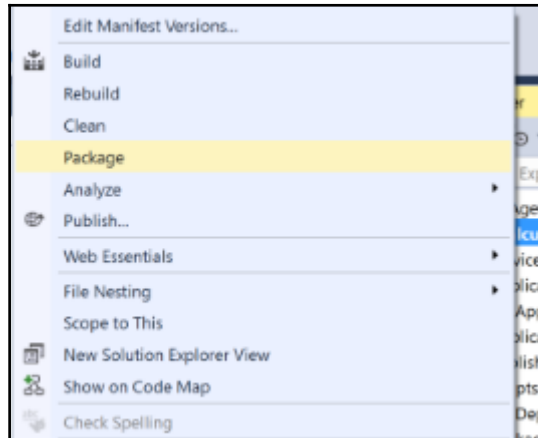 Edit Manifest Versions...
Build
Rebuild
Clean
Package
Analyze
Publish...
Web Essentials
File Nesting
Scope to This
New Solution Explorer View
Show on Code Map
Check Spelling